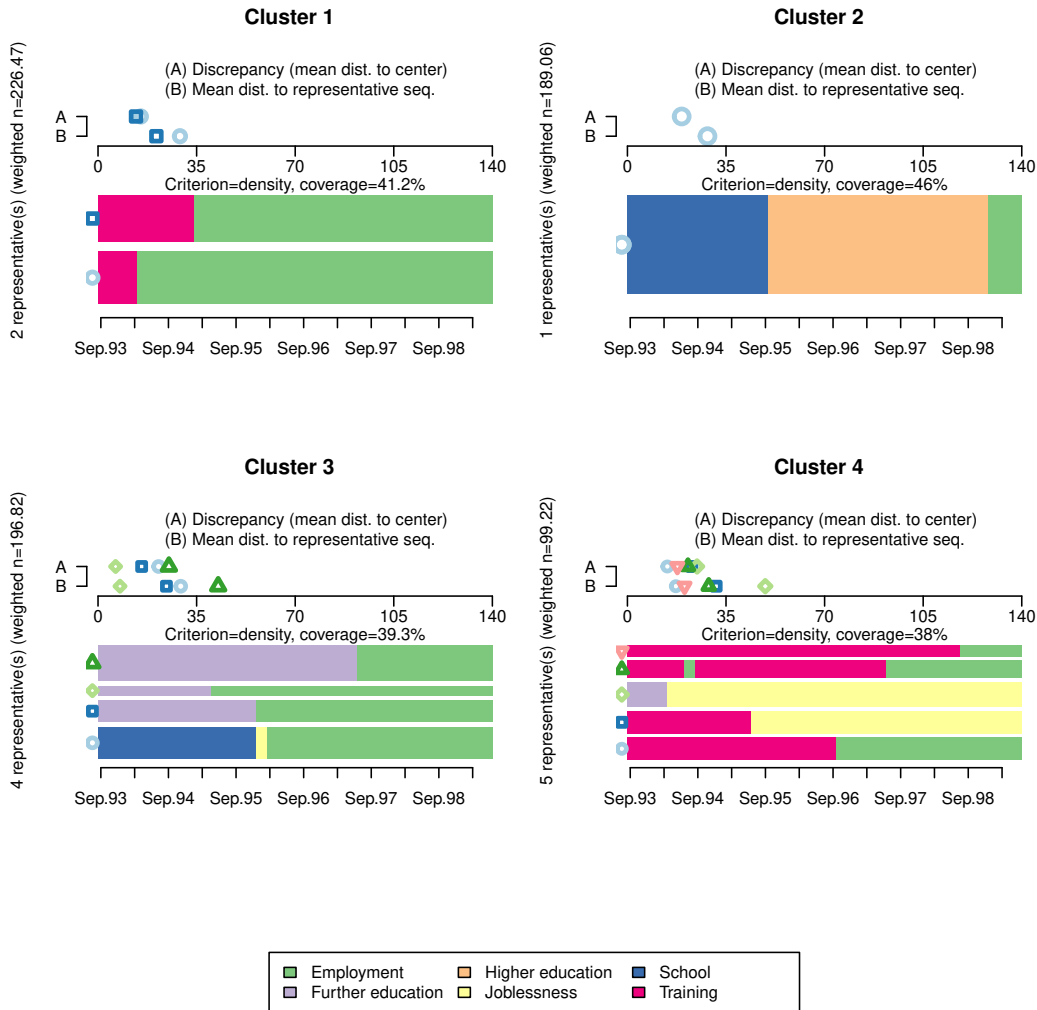 Cluster 1
2 representative(s) (weighted n=226.47)
(A) Discrepancy (mean dist. to center)
(B) Mean dist. to representative seq.
A
B
0 35 70 105 140
Criterion=density, coverage=41.2%
Sep.93 Sep.94 Sep.95 Sep.96 Sep.97 Sep.98
Cluster 2
1 representative(s) (weighted n=189.06)
(A) Discrepancy (mean dist. to center)
(B) Mean dist. to representative seq.
A
B
0 35 70 105 140
Criterion=density, coverage=46%
Sep.93 Sep.94 Sep.95 Sep.96 Sep.97 Sep.98
Cluster 3
4 representative(s) (weighted n=196.82)
(A) Discrepancy (mean dist. to center)
(B) Mean dist. to representative seq.
A
B
0 35 70 105 140
Criterion=density, coverage=39.3%
Sep.93 Sep.94 Sep.95 Sep.96 Sep.97 Sep.98
Cluster 4
5 representative(s) (weighted n=99.22)
(A) Discrepancy (mean dist. to center)
(B) Mean dist. to representative seq.
A
B
0 35 70 105 140
Criterion=density, coverage=38%
Sep.93 Sep.94 Sep.95 Sep.96 Sep.97 Sep.98
Employment Higher education School
Further education Joblessness Training